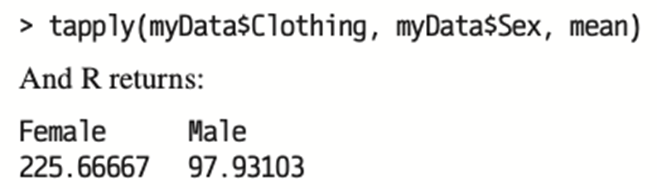 > tapply(myData$Clothing, myData$Sex, mean)
And R returns:
Female Male
225.66667 97.93103